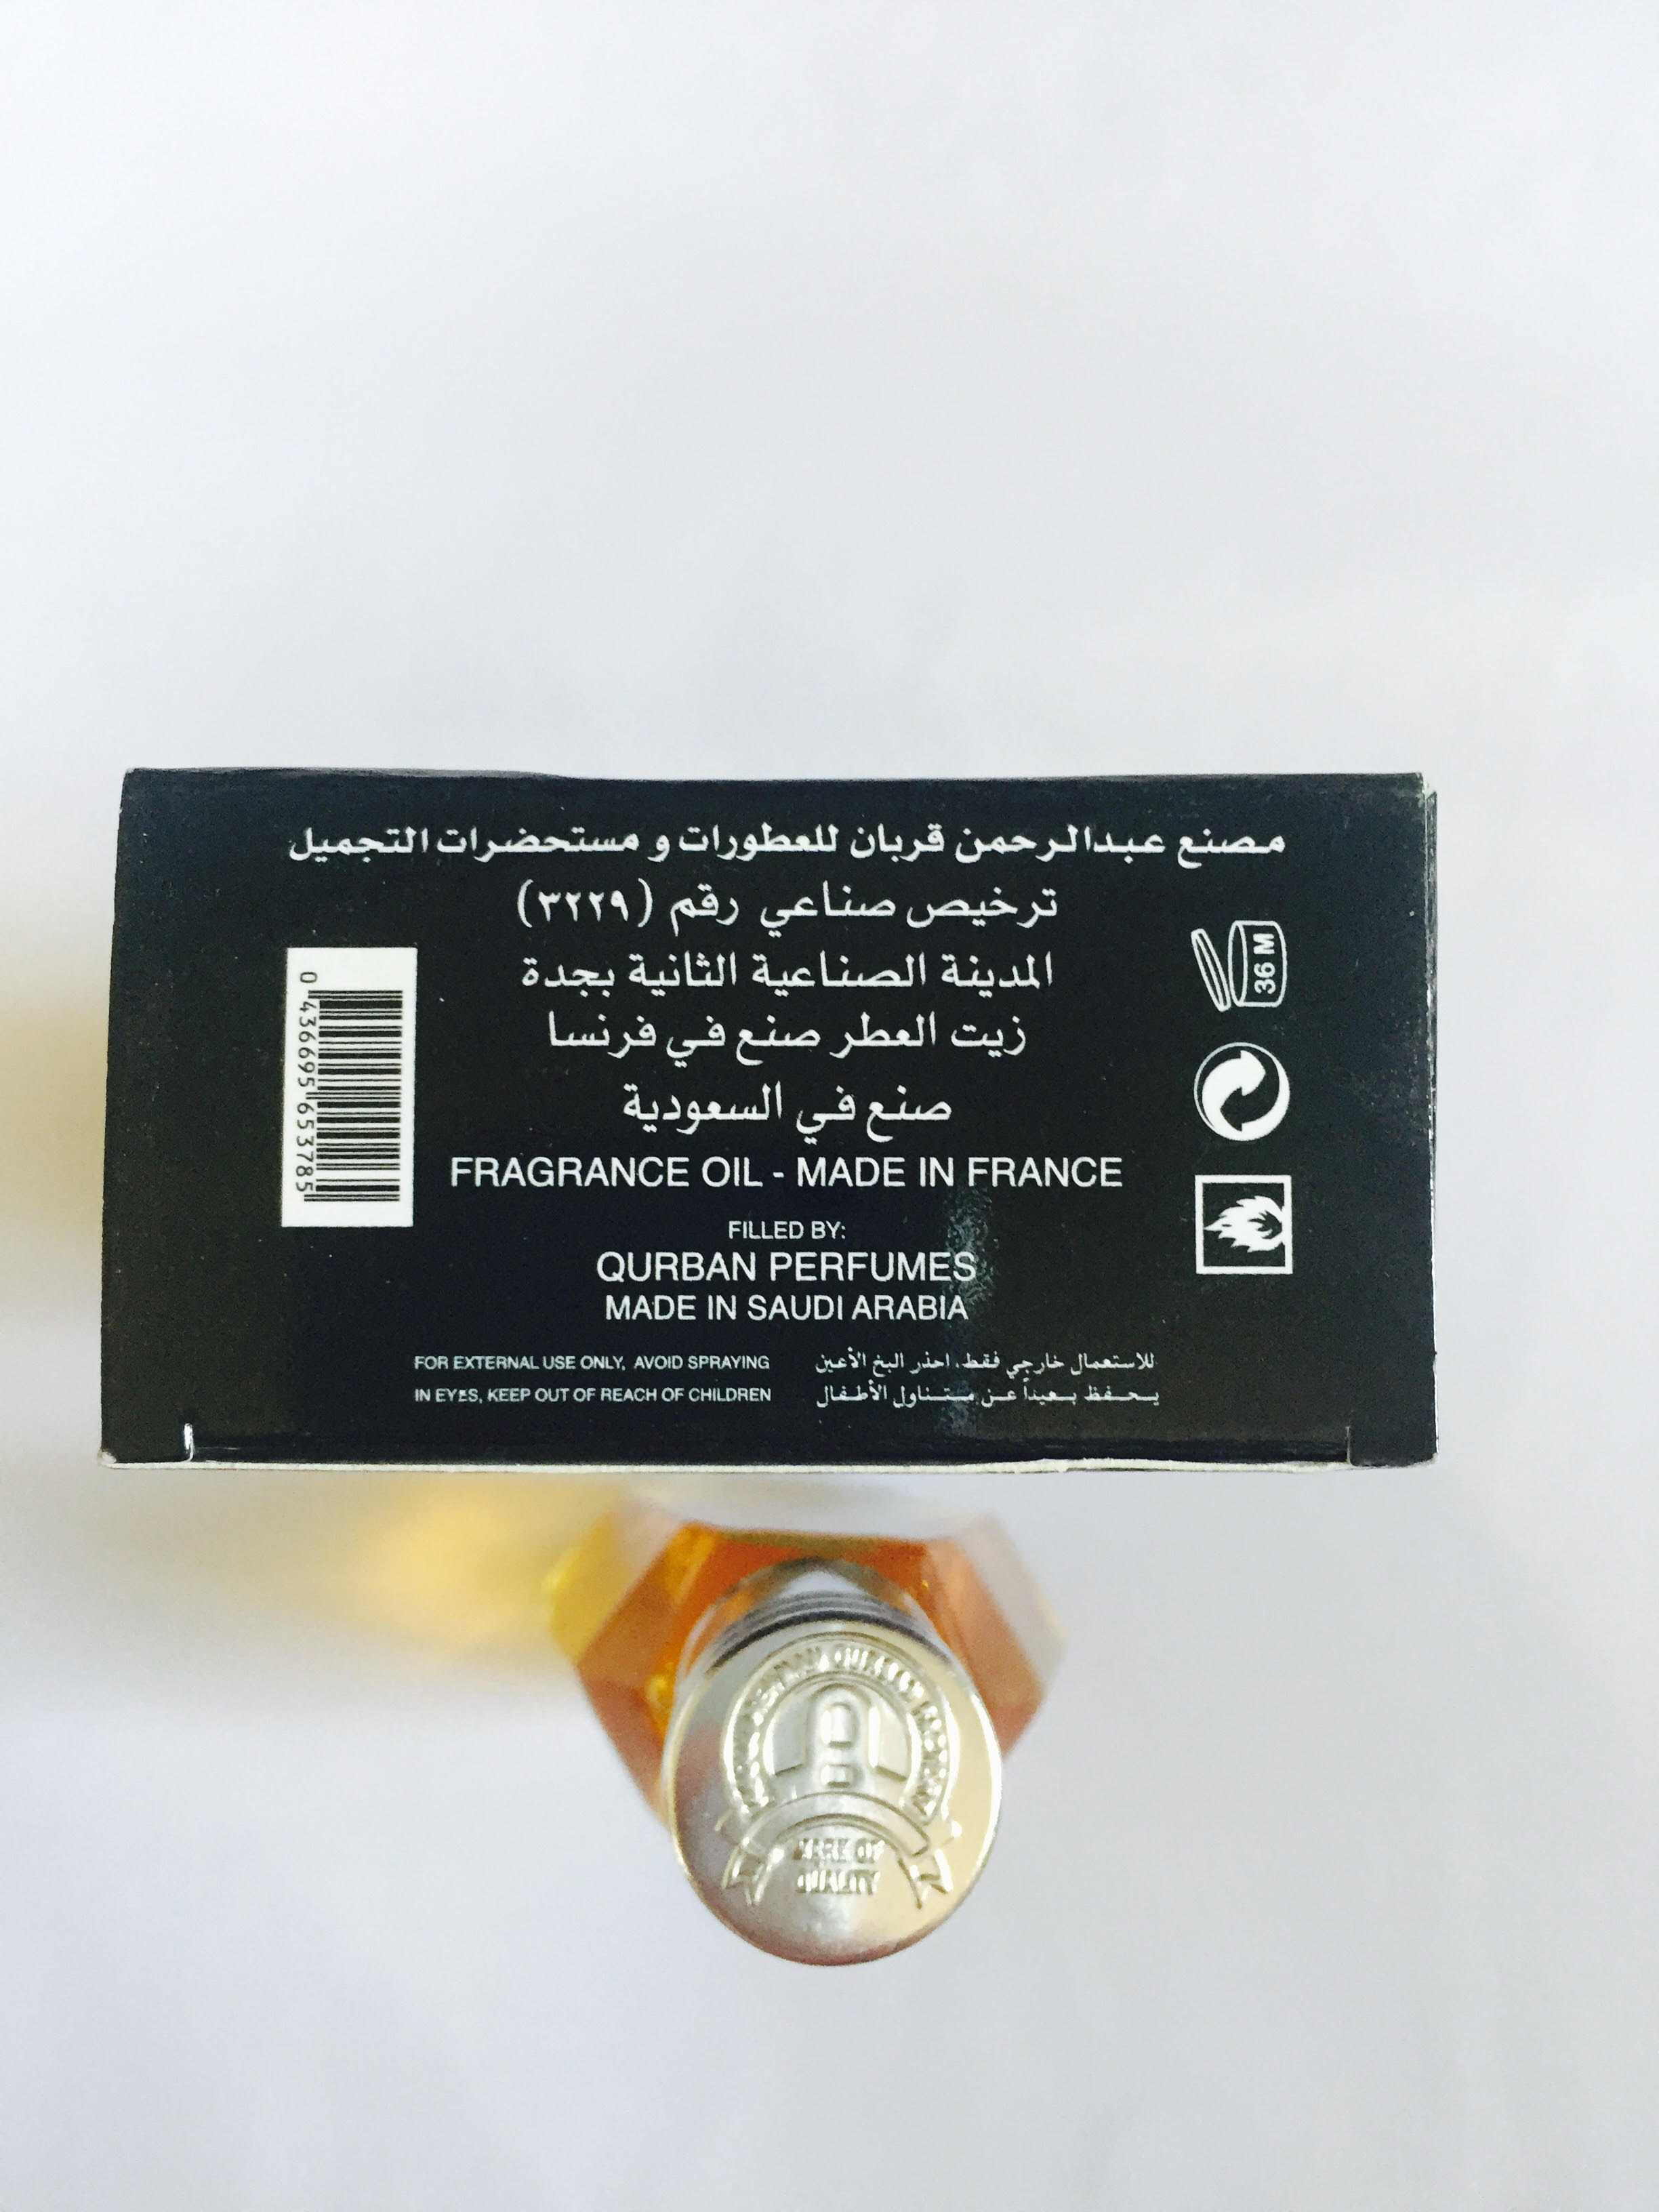 مصنع عبدالرحمن قربان للعطورات و مستحضرات التجميل
ترخيص صناعي رقم (٣٢٢٩)
المدينة الصناعية الثانية بجدة
زيت العطر صنع في فرنسا
صنع في السعودية
FRAGRANCE OIL - MADE IN FRANCE
FILLED BY:
QURBAN PERFUMES
MADE IN SAUDI ARABIA
FOR EXTERNAL USE ONLY, AVOID SPRAYING
IN EYES, KEEP OUT OF REACH OF CHILDREN
للاستعمال خارجي فقط، احذر البخ الأعين
يحفظ بعيداً عن متناول الأطفال
36 M
0 436695 653785
MARK OF
QUALITY